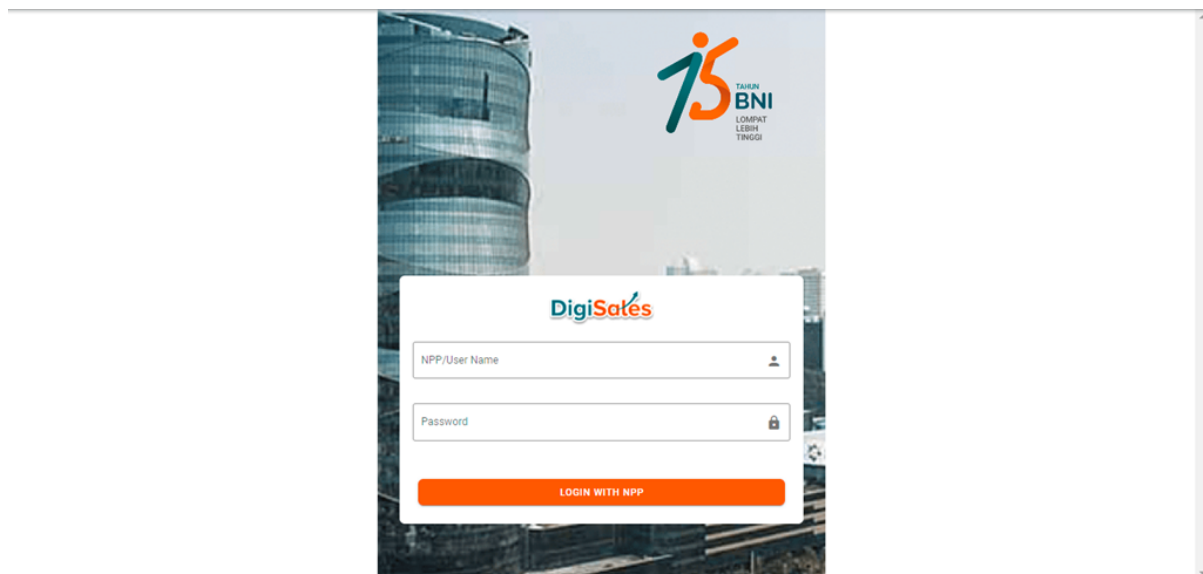 75
TAHUN
BNI
LOMPAT
LEBIH
TINGGI
DigiSales
NPP/User Name
Password
LOGIN WITH NPP